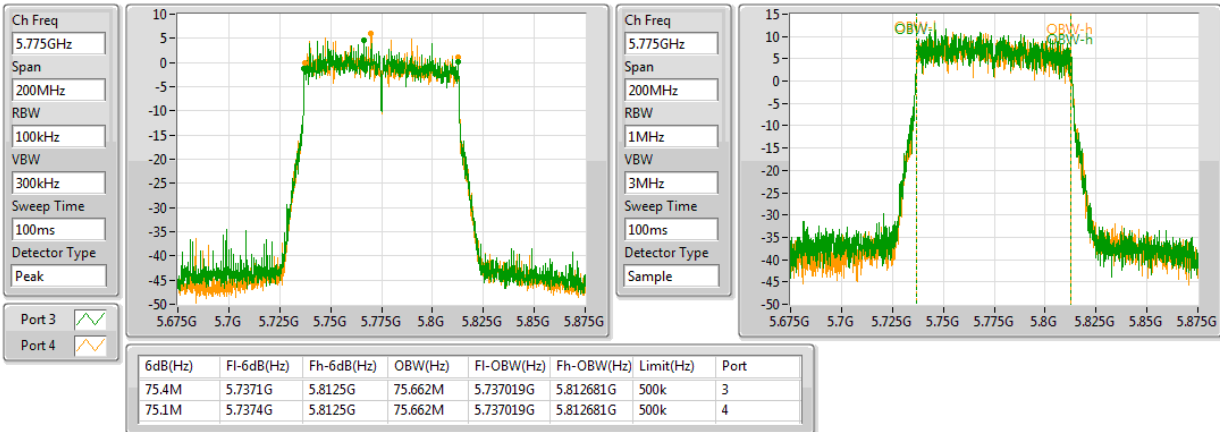 Ch Freq
5.775GHz
Span
200MHz
RBW
100kHz
VBW
300kHz
Sweep Time
100ms
Detector Type
Peak
Port 3
Port 4
10
5
0
-5
-10
-15
-20
-25
-30
-35
-40
-45
-50
5.675G 5.7G 5.725G 5.75G 5.775G 5.8G 5.825G 5.85G 5.875G
Ch Freq
5.775GHz
Span
200MHz
RBW
1MHz
VBW
3MHz
Sweep Time
100ms
Detector Type
Sample
15
10
5
0
-5
-10
-15
-20
-25
-30
-35
-40
-45
-50
OBW-h
OBW-h
5.675G 5.7G 5.725G 5.75G 5.775G 5.8G 5.825G 5.85G 5.875G
6dB(Hz) Fl-6dB(Hz) Fh-6dB(Hz) OBW(Hz) Fl-OBW(Hz) Fh-OBW(Hz) Limit(Hz) Port
75.4M 5.7371G 5.8125G 75.662M 5.737019G 5.812681G 500k 3
75.1M 5.7374G 5.8125G 75.662M 5.737019G 5.812681G 500k 4